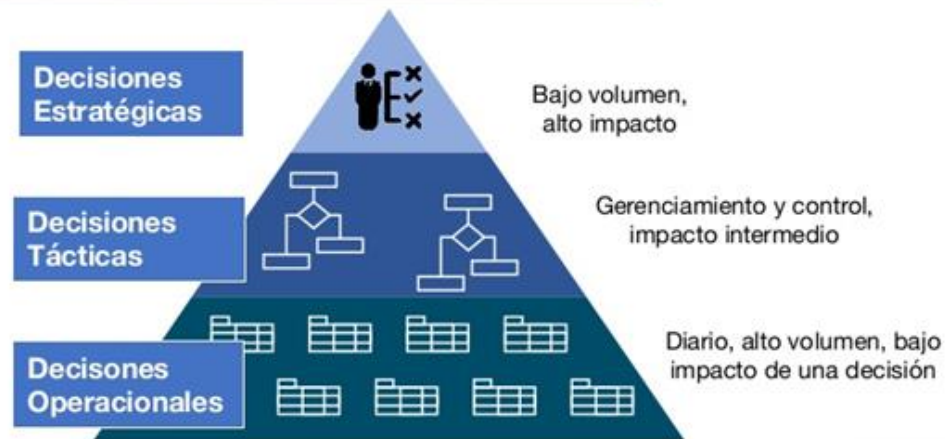 Decisiones
Estratégicas
Bajo volumen,
alto impacto
Decisiones
Tácticas
Gerenciamiento y control,
impacto intermedio
Decisones
Operacionales
Diario, alto volumen, bajo
impacto de una decisión